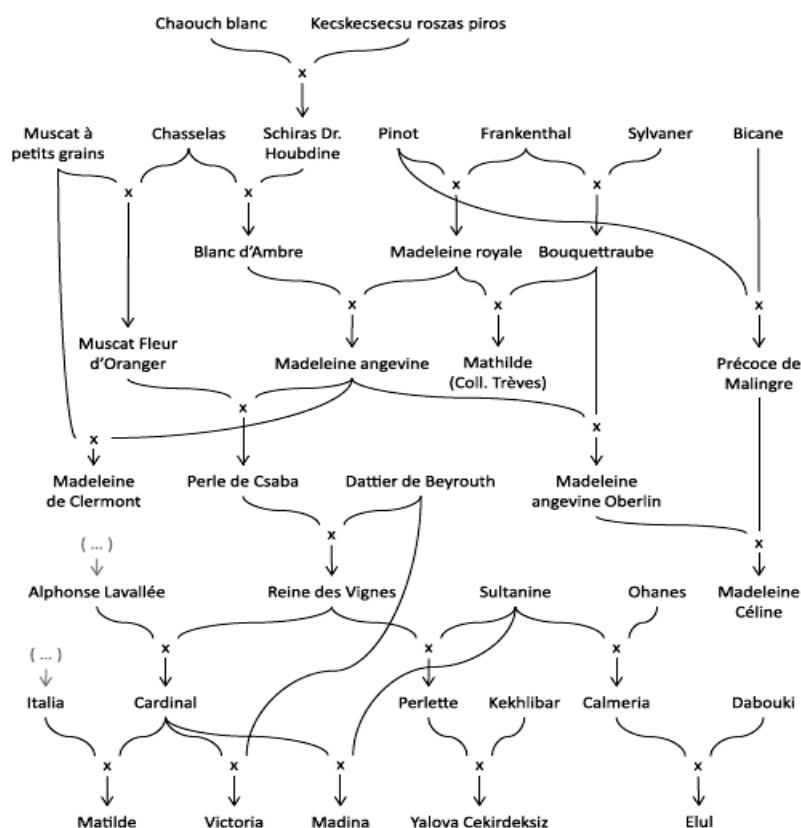 Chaouch blanc Kecskecsecsu roszas piros
x
Muscat à
petits grains
Chasselas
Schiras Dr.
Houbdine
Pinot Frankenthal Sylvaner Bicane
x x x x
Blanc d'Ambre Madeleine royale Bouquettraube
x x x
Muscat Fleur
d'Oranger
Madeleine angevine
Mathilde
(Coll. Trèves)
Précoce de
Malingre
x x
x
Madeleine
de Clermont
Perle de Csaba Dattier de Beyrouth
Madeleine
angevine Oberlin
x x
( ... )
Alphonse Lavallée Reine des Vignes Sultanine Ohanes
Madeleine
Céline
x x x
( ... )
Italia Cardinal Perlette Kekhlibar Calmeria Dabouki
x x x x x
Matilde Victoria Madina Yalova Cekirdeksiz Elul